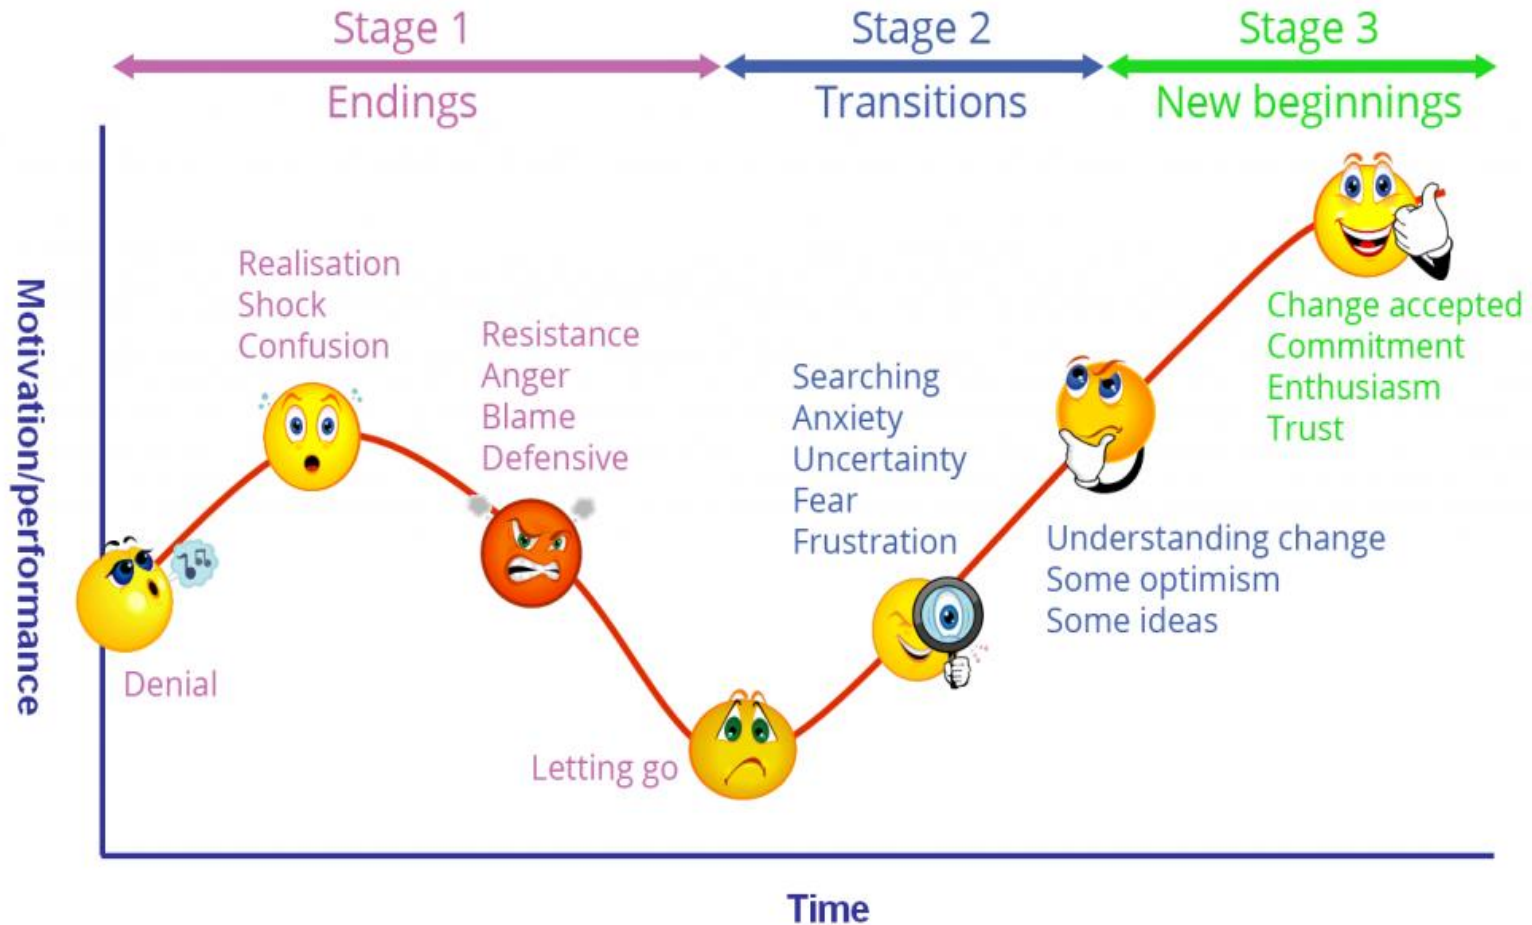 Stage 1
Stage 2
Stage 3
Endings
Transitions
New beginnings
Motivation/performance
Realisation
Shock
Confusion
Resistance
Anger
Blame
Defensive
Denial
Letting go
Searching
Anxiety
Uncertainty
Fear
Frustration
Understanding change
Some optimism
Some ideas
Change accepted
Commitment
Enthusiasm
Trust
Time